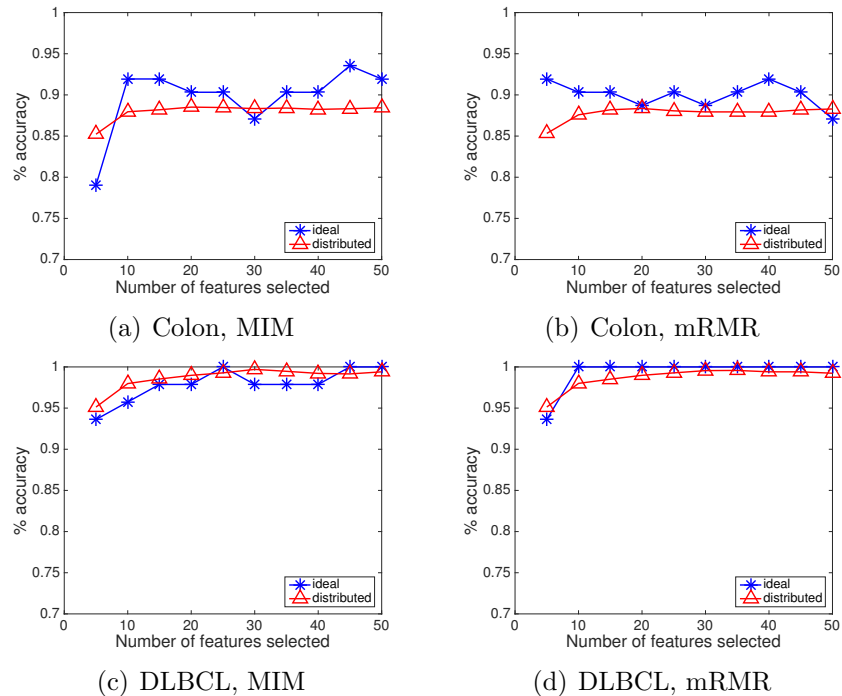 1
0.95
0.9
0.85
0.8
0.75
0.7
% accuracy
0 10 20 30 40 50
Number of features selected
ideal
distributed
(a) Colon, MIM
1
0.95
0.9
0.85
0.8
0.75
0.7
% accuracy
0 10 20 30 40 50
Number of features selected
ideal
distributed
(b) Colon, mRMR
1
0.95
0.9
0.85
0.8
0.75
0.7
% accuracy
0 10 20 30 40 50
Number of features selected
ideal
distributed
(c) DLBCL, MIM
1
0.95
0.9
0.85
0.8
0.75
0.7
% accuracy
0 10 20 30 40 50
Number of features selected
ideal
distributed
(d) DLBCL, mRMR